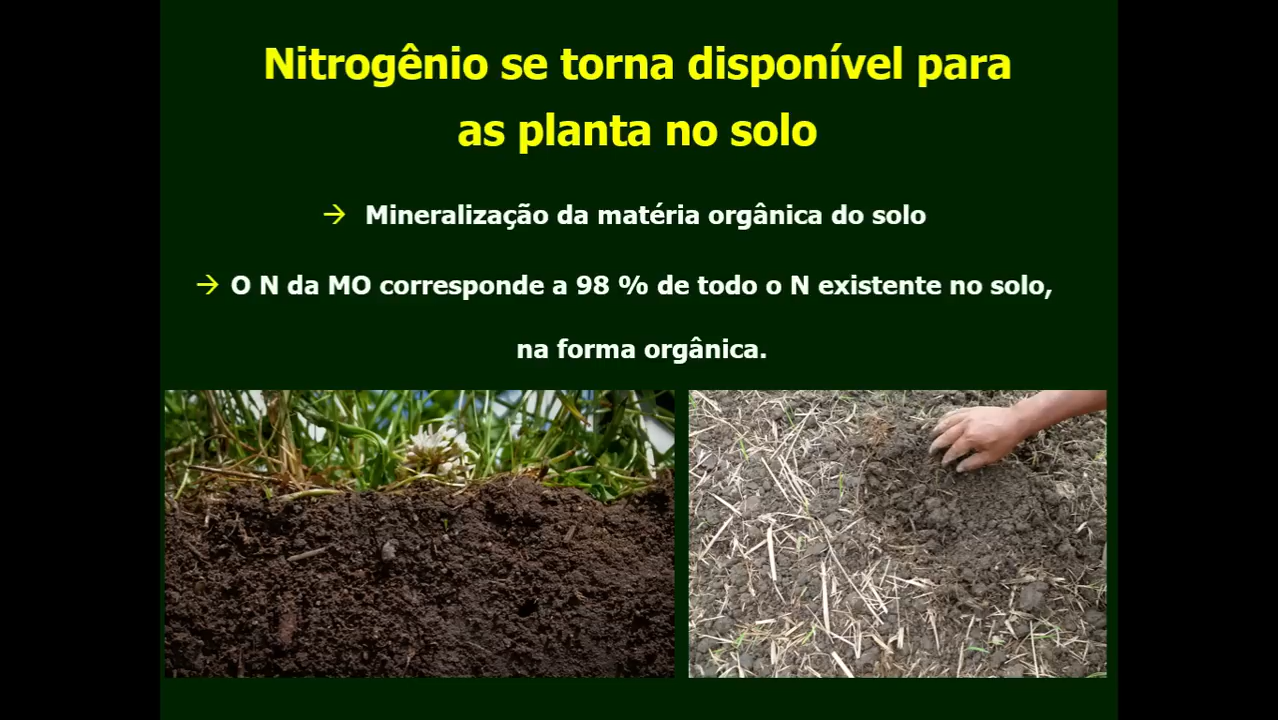 Nitrogênio se torna disponível para
as planta no solo
→ Mineralização da matéria orgânica do solo
→ O N da MO corresponde a 98 % de todo o N existente no solo,
na forma orgânica.